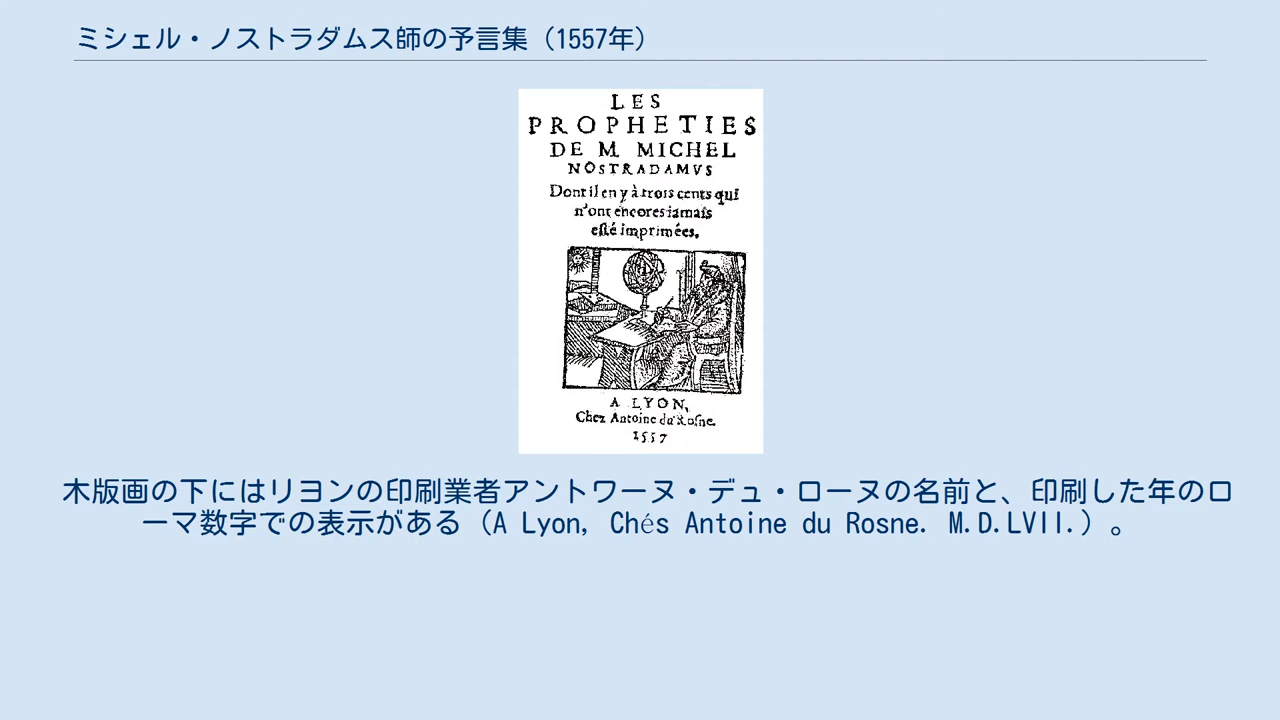 ミシェル・ノストラダムス師の予言集（1557年）
LES
PROPHETIES
DE M. MICHEL
NOSTRADAMVS
Dont il en y à trois cents qui
n'ont encores iamais
esté imprimées.
A LYON,
Chez Antoine du Rosne.
1557
木版画の下にはリヨンの印刷業者アントワーヌ・デュ・ローヌの名前と、印刷した年のロ
ーマ数字での表示がある（A Lyon, Chés Antoine du Rosne. M.D.LVII.）。